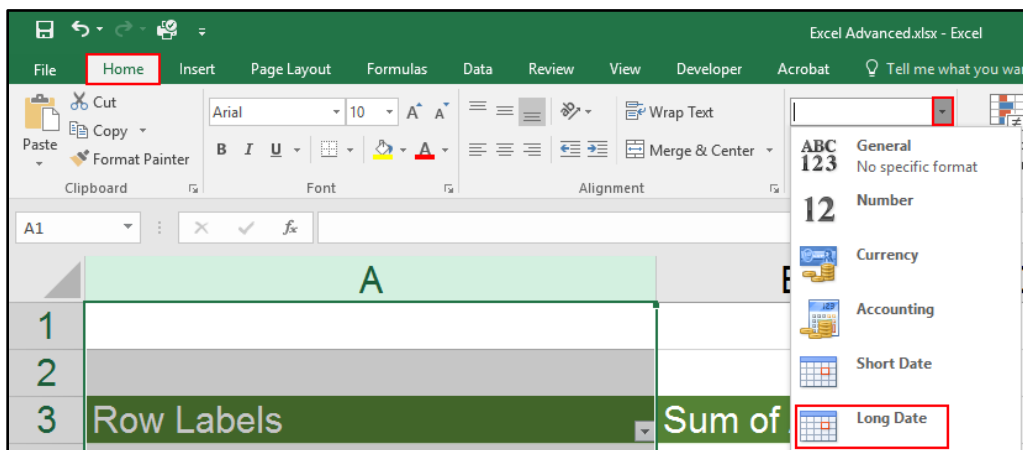 Excel Advanced.xlsx - Excel
File Home Insert Page Layout Formulas Data Review View Developer Acrobat Tell me what you
Cut
Copy
Format Painter
Paste
Clipboard
Arial 10 A A
B I U A
Font
Wrap Text
Merge & Center
Alignment
ABC
123
General
No specific format
12
Number
Currency
Accounting
Short Date
Long Date
A1 fx
A
1
2
3 Row Labels Sum of